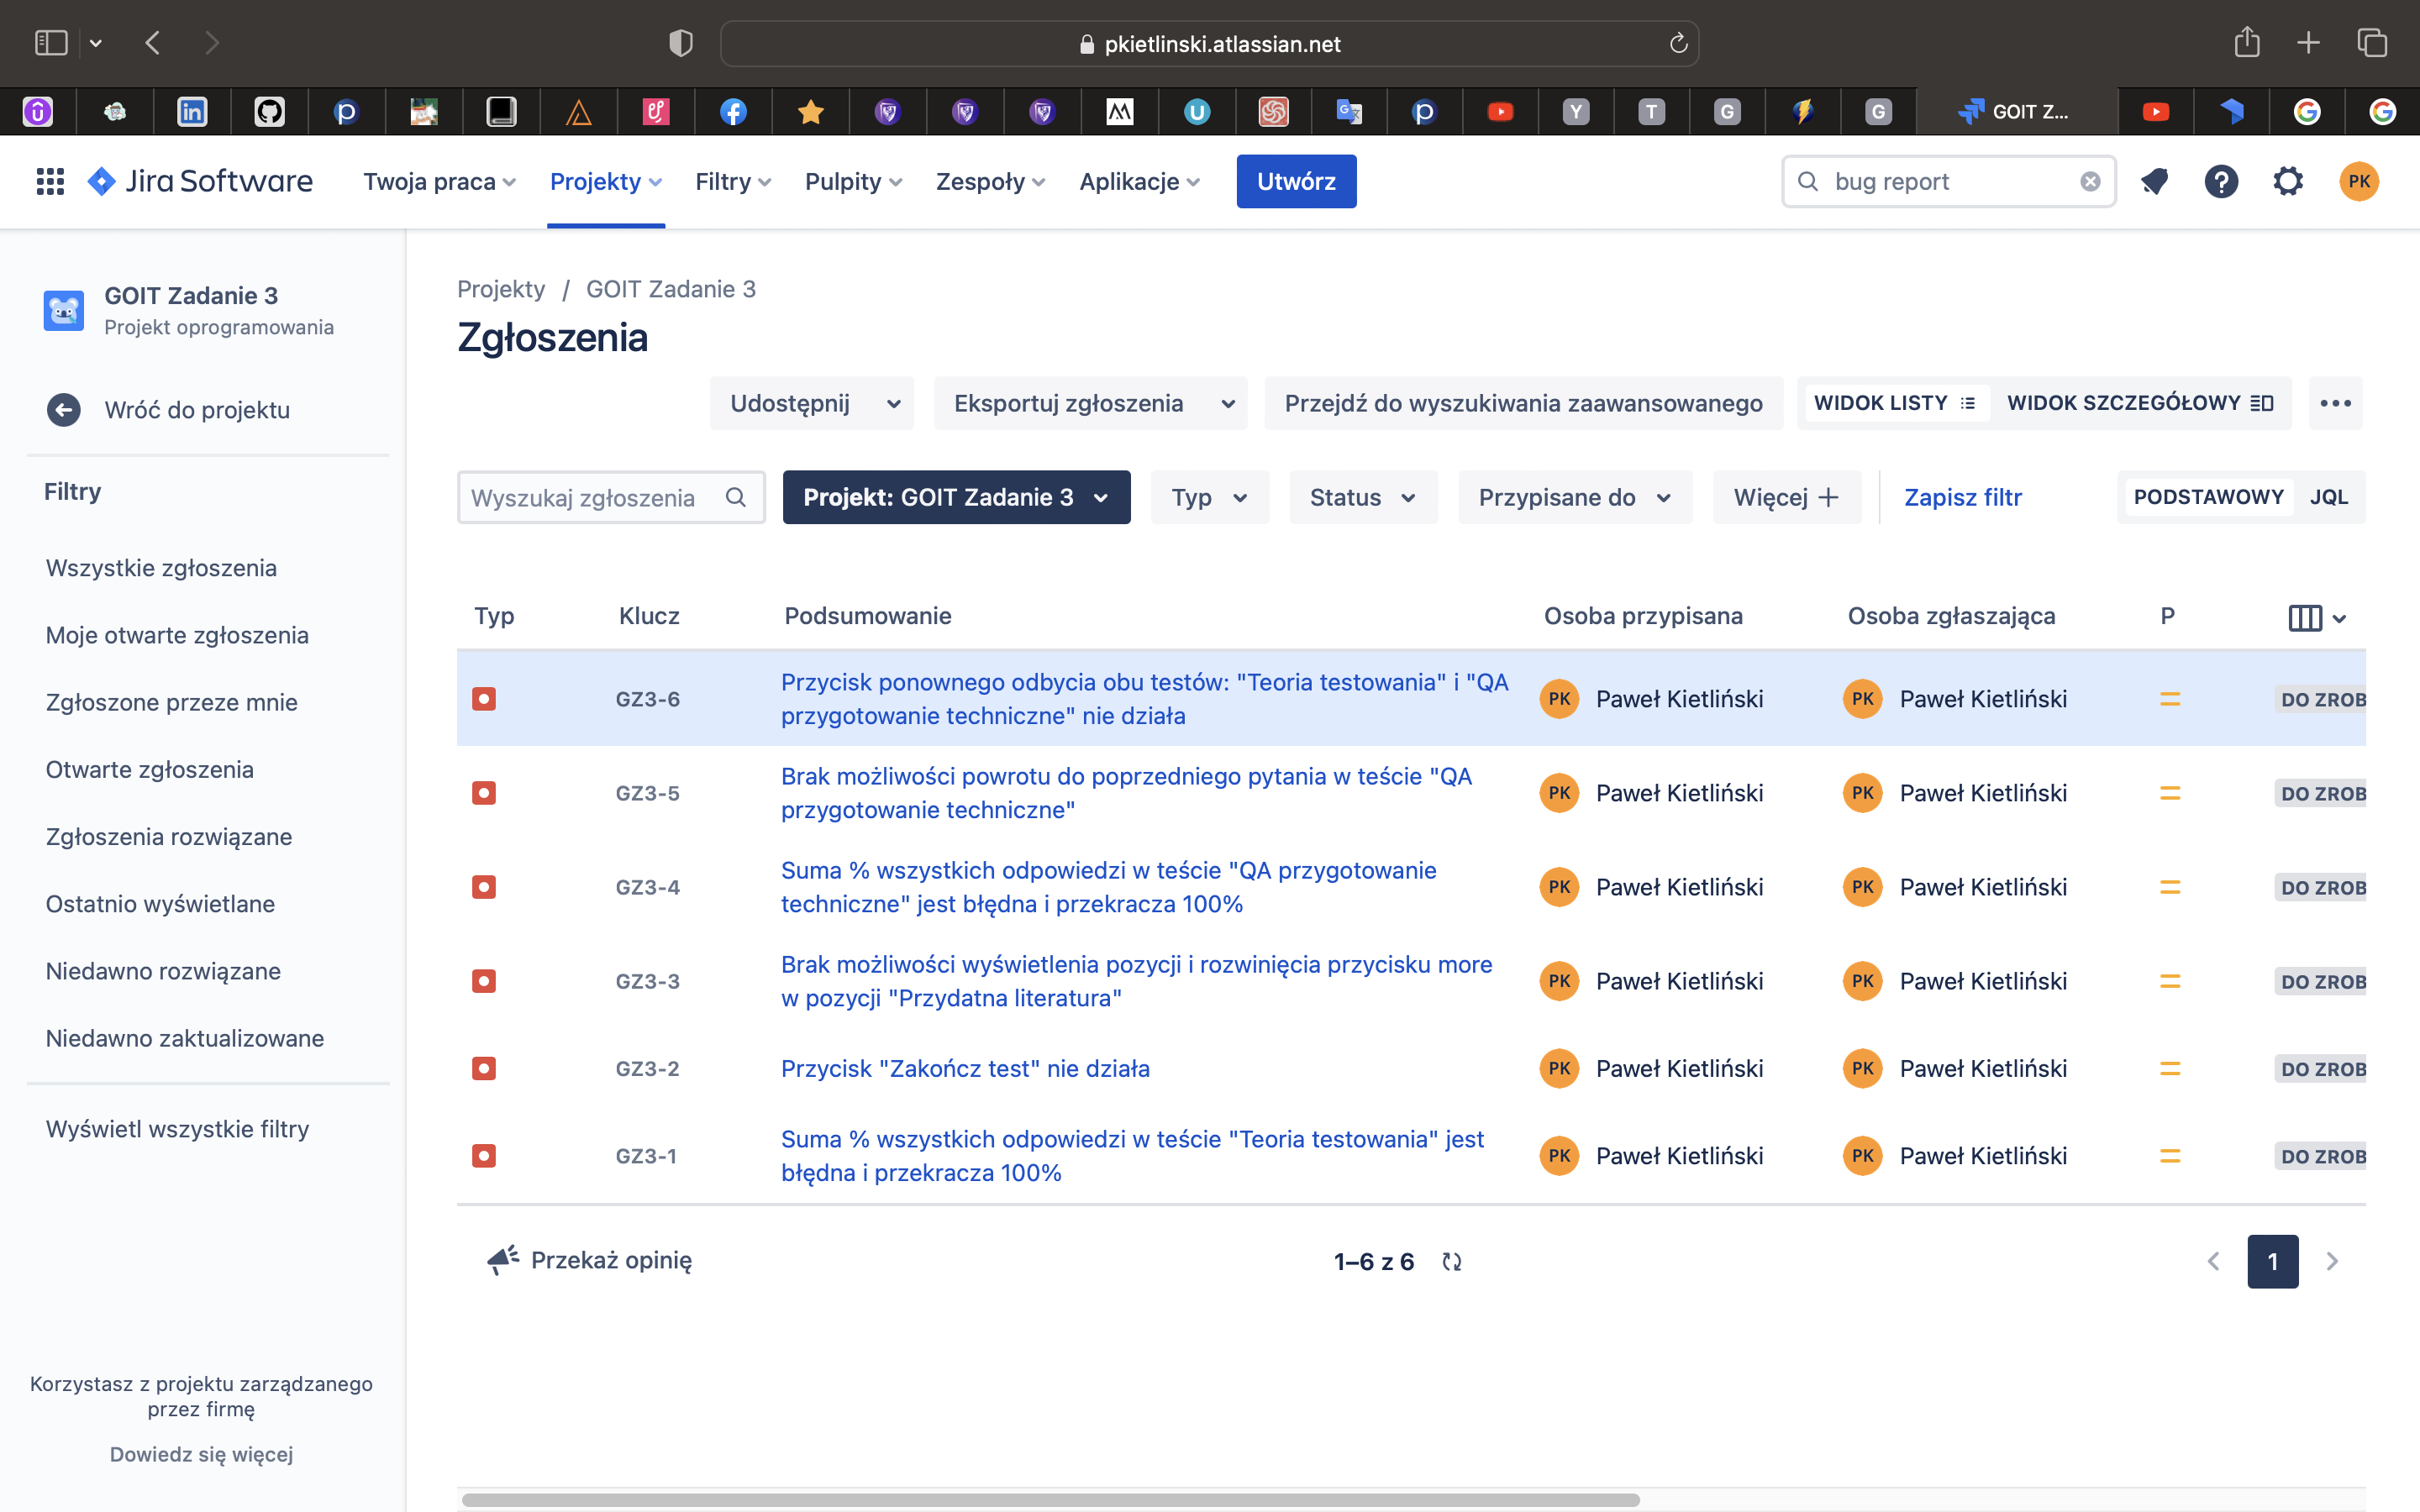 pkietlinski.atlassian.net
GOIT Z...
Jira Software
Twoja praca
Projekty
Filtry
Pulpity
Zespoły
Aplikacje
Utwórz
bug report
PK
GOIT Zadanie 3
Projekt oprogramowania
Wróć do projektu
Filtry
Wszystkie zgłoszenia
Moje otwarte zgłoszenia
Zgłoszone przeze mnie
Otwarte zgłoszenia
Zgłoszenia rozwiązane
Ostatnio wyświetlane
Niedawno rozwiązane
Niedawno zaktualizowane
Wyświetl wszystkie filtry
Korzystasz z projektu zarządzanego
przez firmę
Dowiedz się więcej
Projekty / GOIT Zadanie 3
Zgłoszenia
Udostępnij
Eksportuj zgłoszenia
Przejdź do wyszukiwania zaawansowanego
WIDOK LISTY
WIDOK SZCZEGÓŁOWY
Wyszukaj zgłoszenia
Projekt: GOIT Zadanie 3
Typ
Status
Przypisane do
Więcej +
Zapisz filtr
PODSTAWOWY
JQL
Typ Klucz Podsumowanie Osoba przypisana Osoba zgłaszająca P
GZ3-6 Przycisk ponownego odbycia obu testów: "Teoria testowania" i "QA
przygotowanie techniczne" nie działa
PK Paweł Kietliński PK Paweł Kietliński DO ZROB
GZ3-5 Brak możliwości powrotu do poprzedniego pytania w teście "QA
przygotowanie techniczne"
PK Paweł Kietliński PK Paweł Kietliński DO ZROB
GZ3-4 Suma % wszystkich odpowiedzi w teście "QA przygotowanie
techniczne" jest błędna i przekracza 100%
PK Paweł Kietliński PK Paweł Kietliński DO ZROB
GZ3-3 Brak możliwości wyświetlenia pozycji i rozwinięcia przycisku more
w pozycji "Przydatna literatura"
PK Paweł Kietliński PK Paweł Kietliński DO ZROB
GZ3-2 Przycisk "Zakończ test" nie działa
PK Paweł Kietliński PK Paweł Kietliński DO ZROB
GZ3-1 Suma % wszystkich odpowiedzi w teście "Teoria testowania" jest
błędna i przekracza 100%
PK Paweł Kietliński PK Paweł Kietliński DO ZROB
Przekaż opinię
1–6 z 6
1